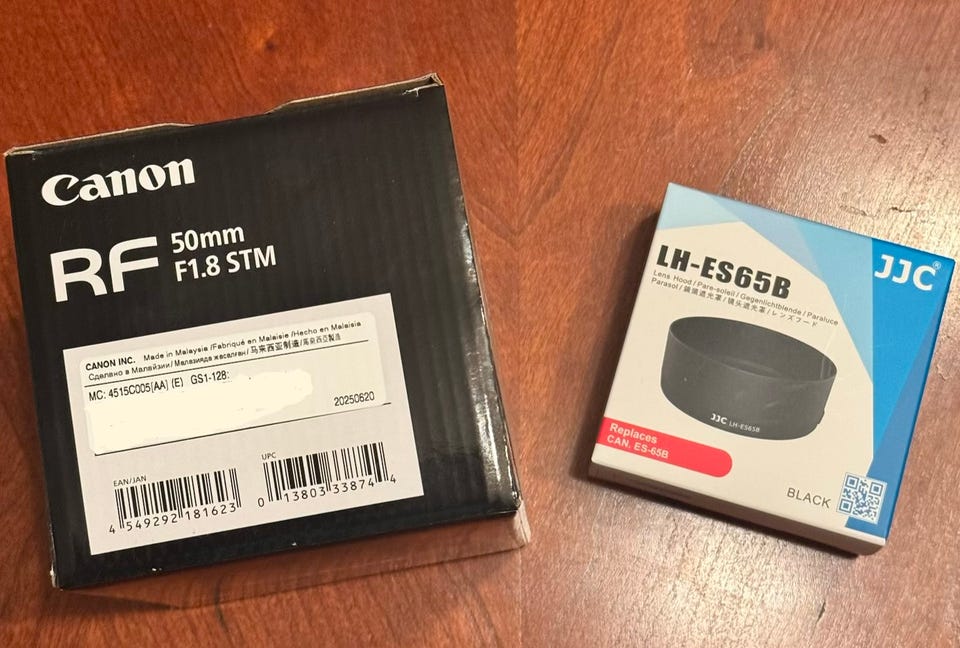 Canon
RF 50mm
F1.8 STM
CANON INC. Made in Malaysia /Fabriqué en Malaisie /Hecho en Malaisia
Сделано в Малайзии / Малазияда жасалған / 马来西亚制造/馬來西亞製造
MC: 4515C005(AA) (E) GS1-128:
20250620
EAN/JAN
4 549292 181623
UPC
0 13803 33874 4
JJC®
LH-ES65B
Lens Hood / Pare-soleil / Gegenlichtblende / Paraluce
Parasol / 鏡頭遮光罩 / 镜头遮光罩 / レンズフード
JJC LH-ES65B
Replaces
CAN. ES-65B
BLACK